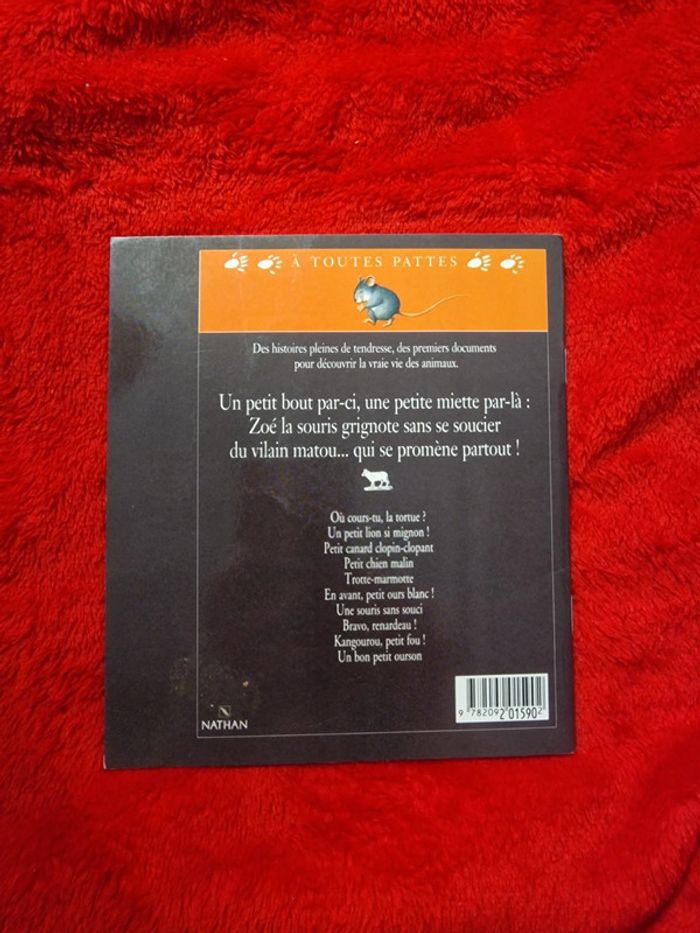 À TOUTES PATTES
Des histoires pleines de tendresse, des premiers documents
pour découvrir la vraie vie des animaux.
Un petit bout par-ci, une petite miette par-là :
Zoé la souris grignote sans se soucier
du vilain matou... qui se promène partout !
Où cours-tu, la tortue ?
Un petit lion si mignon !
Petit canard clopin-clopant
Petit chien malin
Trotte-marmotte
En avant, petit ours blanc !
Une souris sans souci
Bravo, renardeau !
Kangourou, petit fou !
Un bon petit ourson
NATHAN
9 782092 015902